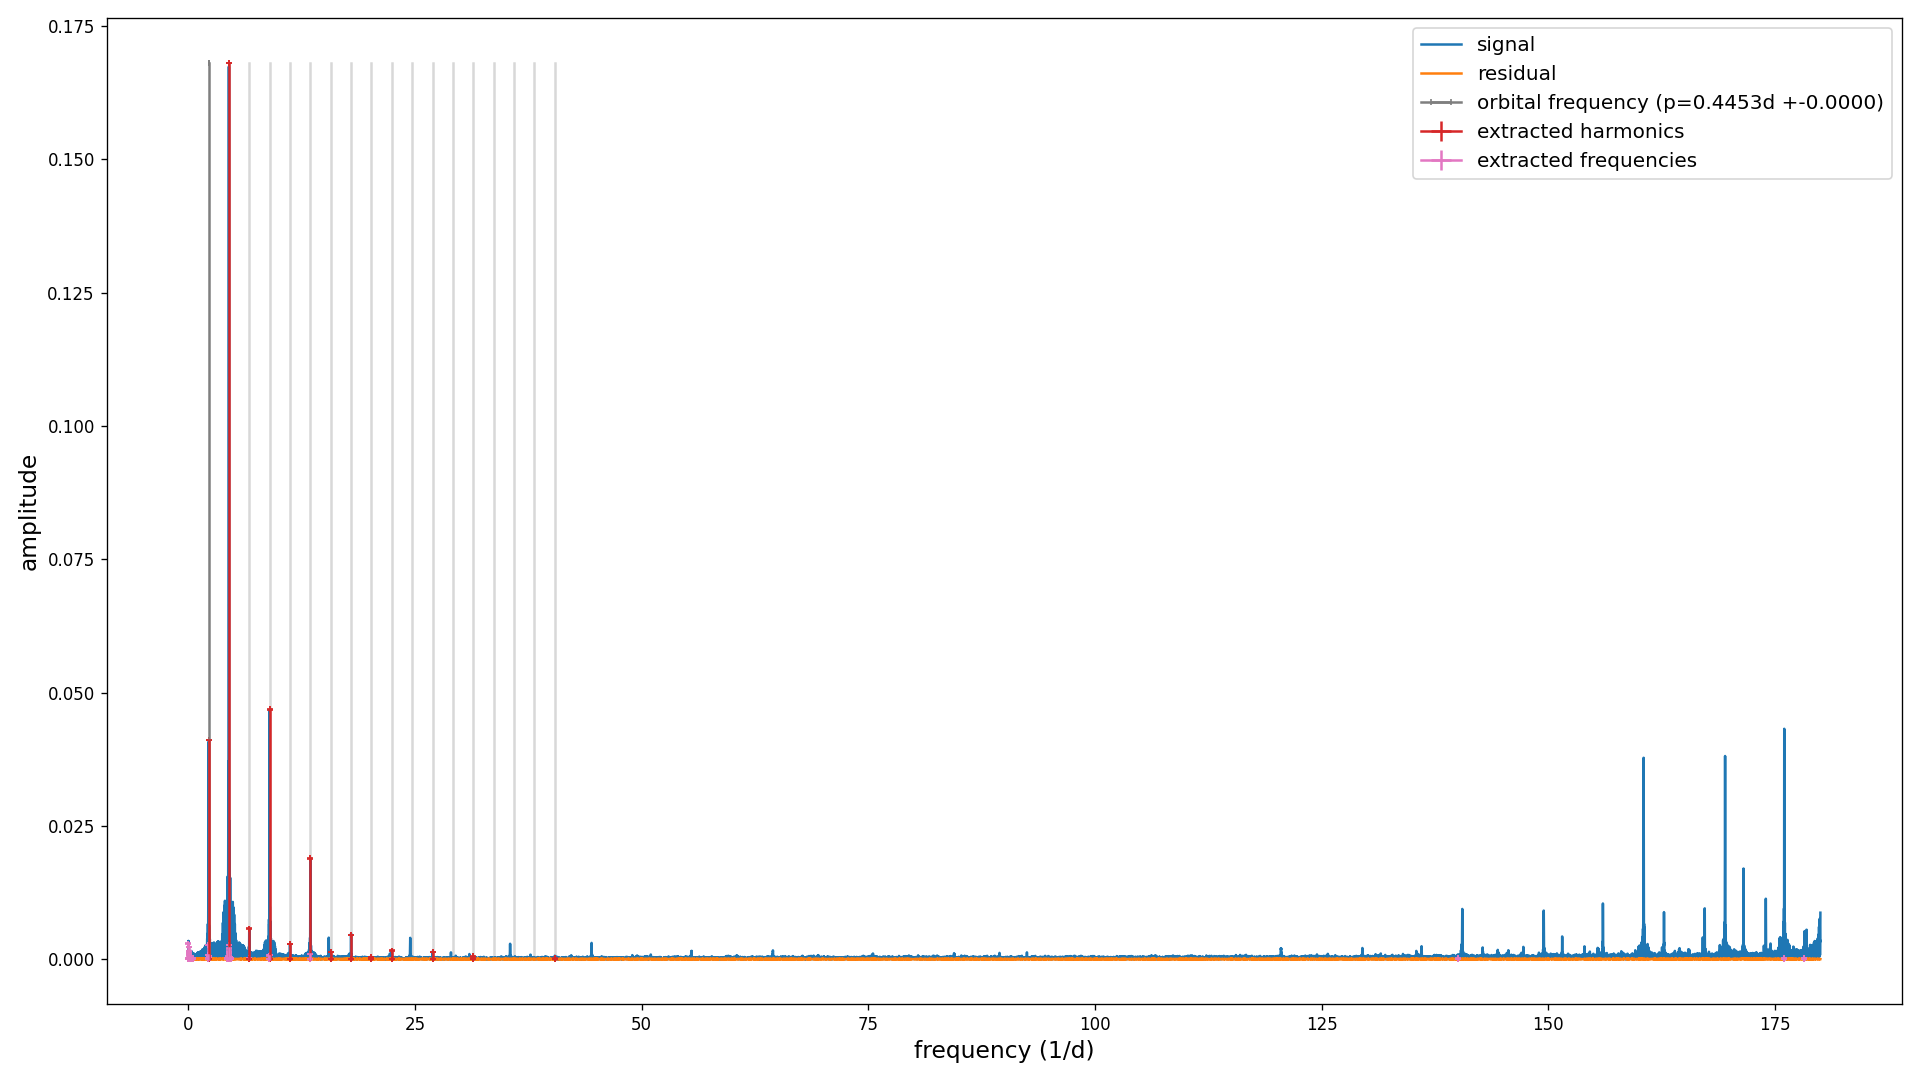 0.175
0.150
0.125
0.100
0.075
0.050
0.025
0.000
amplitude
0
25
50
75
100
125
150
175
frequency (1/d)
signal
residual
orbital frequency (p=0.4453d +-0.0000)
extracted harmonics
extracted frequencies